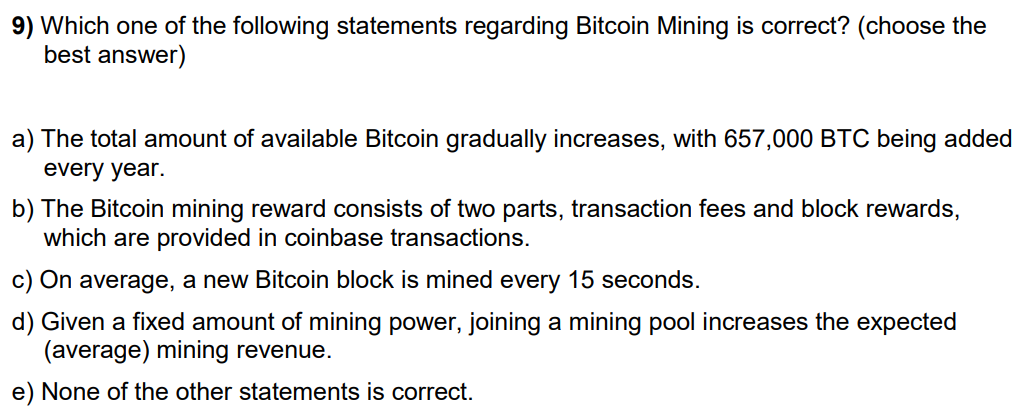 9) Which one of the following statements regarding Bitcoin Mining is correct? (choose the
best answer)
a) The total amount of available Bitcoin gradually increases, with 657,000 BTC being added
every year.
b) The Bitcoin mining reward consists of two parts, transaction fees and block rewards,
which are provided in coinbase transactions.
c) On average, a new Bitcoin block is mined every 15 seconds.
d) Given a fixed amount of mining power, joining a mining pool increases the expected
(average) mining revenue.
e) None of the other statements is correct.